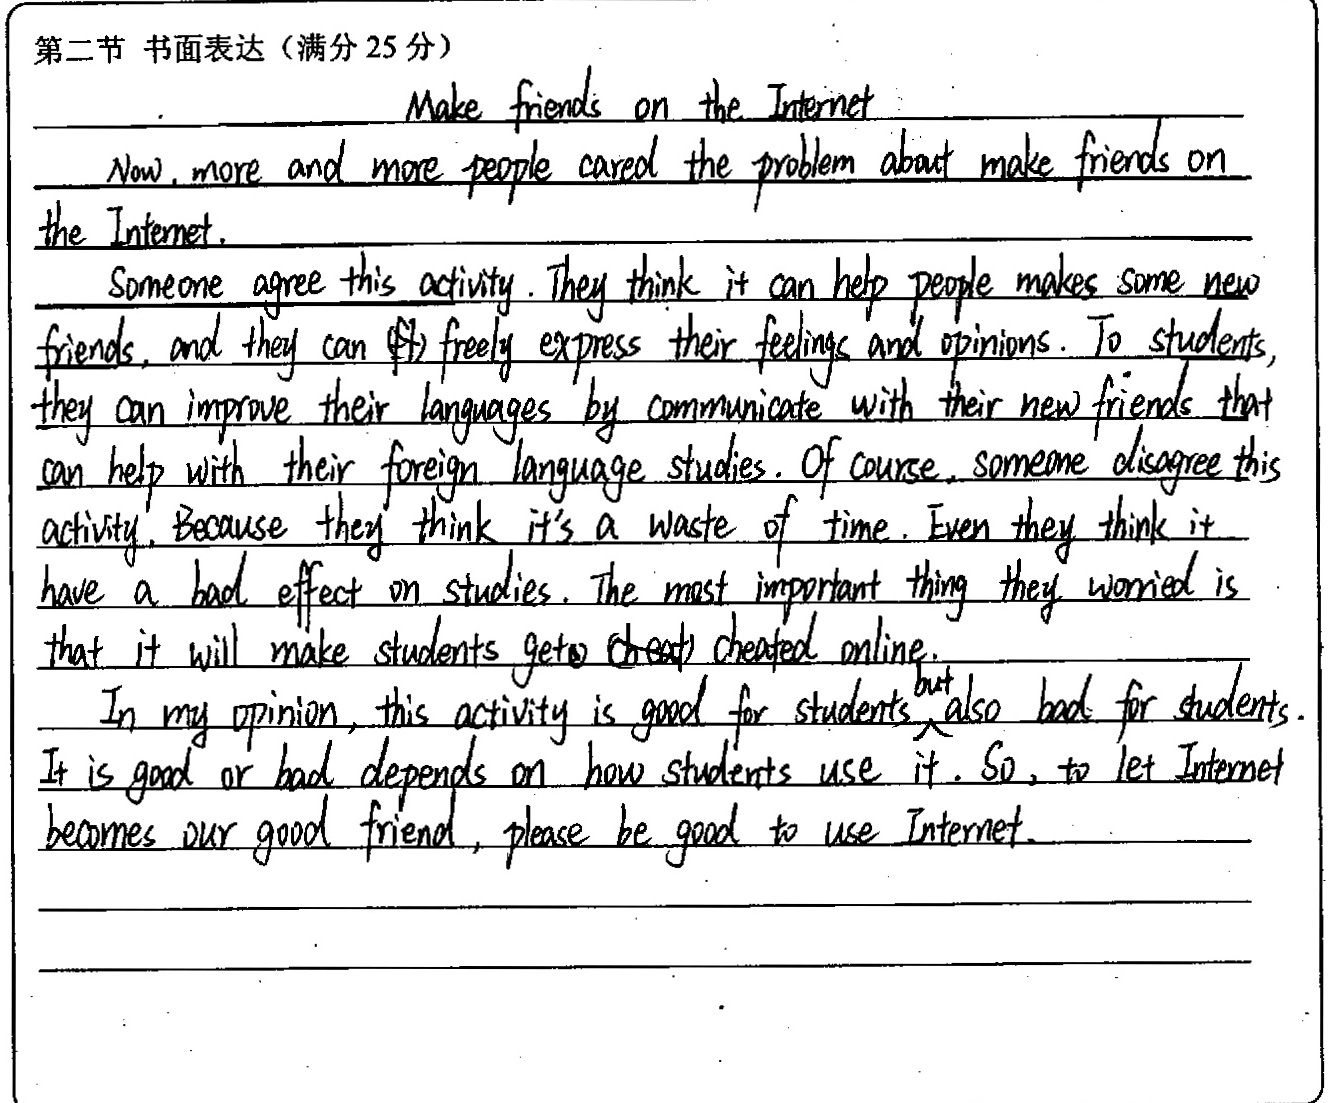 第二节 书面表达（满分 25 分）
Make friends on the Internet
Now, more and more people cared the problem about make friends on
the Internet.
Someone agree this activity. They think it can help people makes some new
friends, and they can freely express their feelings and opinions. To students,
they can improve their languages by communicate with their new friends that
can help with their foreign language studies. Of course, someone disagree this
activity. Because they think it's a waste of time. Even they think it
have a bad effect on studies. The most important thing they worried is
that it will make students get cheated online.
In my opinion, this activity is good for students but also bad for students.
It is good or bad depends on how students use it. So, to let Internet
becomes our good friend, please be good to use Internet.